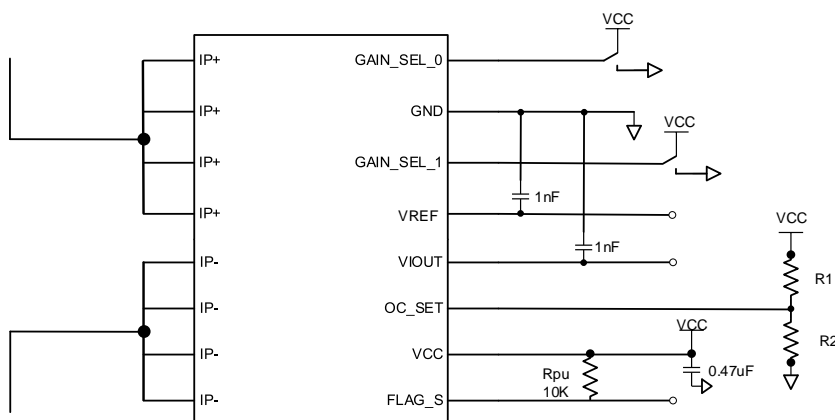 VCC
IP+
GAIN_SEL_0
IP+
GND
VCC
IP+
GAIN_SEL_1
1nF
IP+
VREF
VCC
1nF
IP-
VIOUT
R1
IP-
OC_SET
VCC
R2
IP-
VCC
0.47uF
Rpu
10K
IP-
FLAG_S